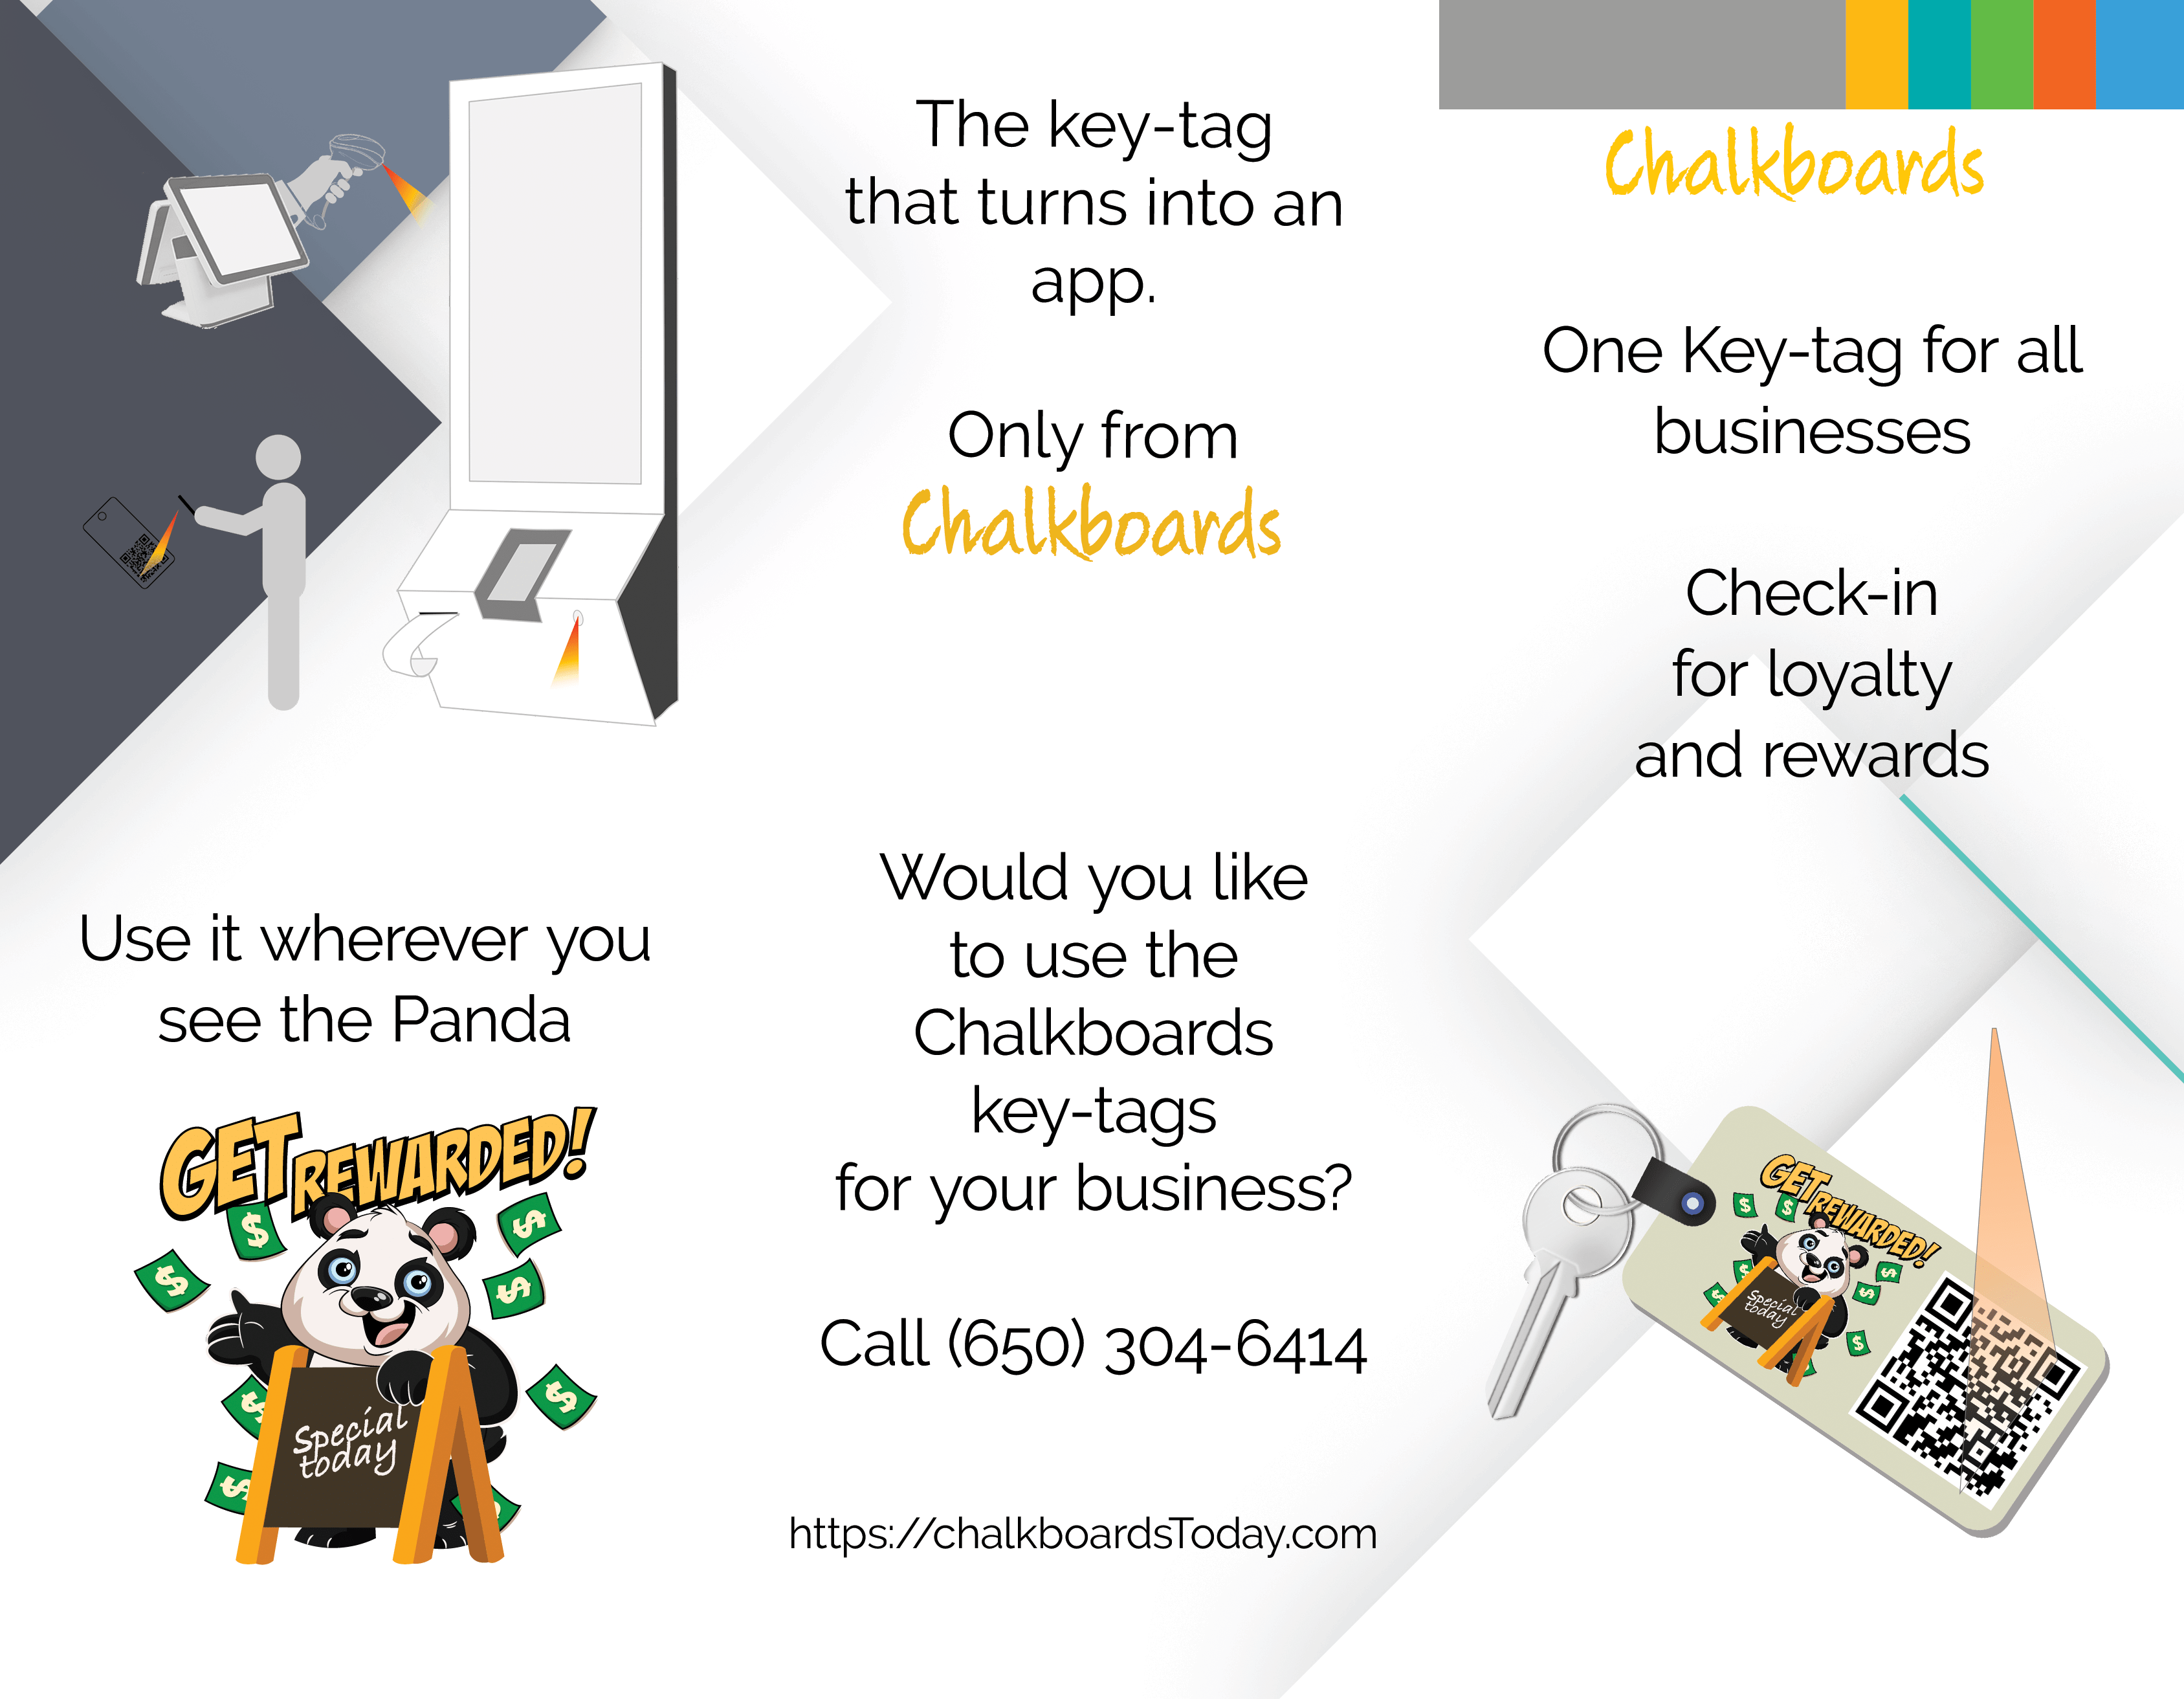 Use it wherever you
see the Panda
GET REWARDED!
$
$
$
$
$
$
$
$
Special
today
The key-tag
that turns into an
app.
Only from
Chalkboards
Would you like
to use the
Chalkboards
key-tags
for your business?
Call (650) 304-6414
https://chalkboardsToday.com
Chalkboards
One Key-tag for all
businesses
Check-in
for loyalty
and rewards
GET REWARDED!
$
$
$
$
$
$
$
Special
today